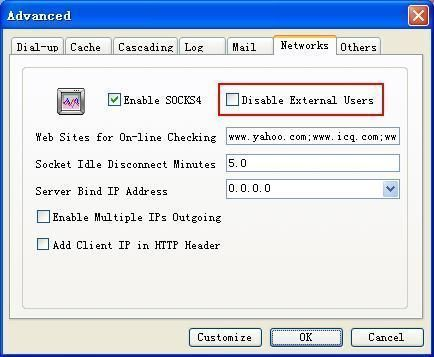 Advanced
Dial-up Cache Cascading Log Mail Networks Others
Enable SOCKS4 Disable External Users
Web Sites for On-line Checking www.yahoo.com;www.icq.com;ww
Socket Idle Disconnect Minutes 5.0
Server Bind IP Address 0.0.0.0
Enable Multiple IPs Outgoing
Add Client IP in HTTP Header
Customize OK Cancel